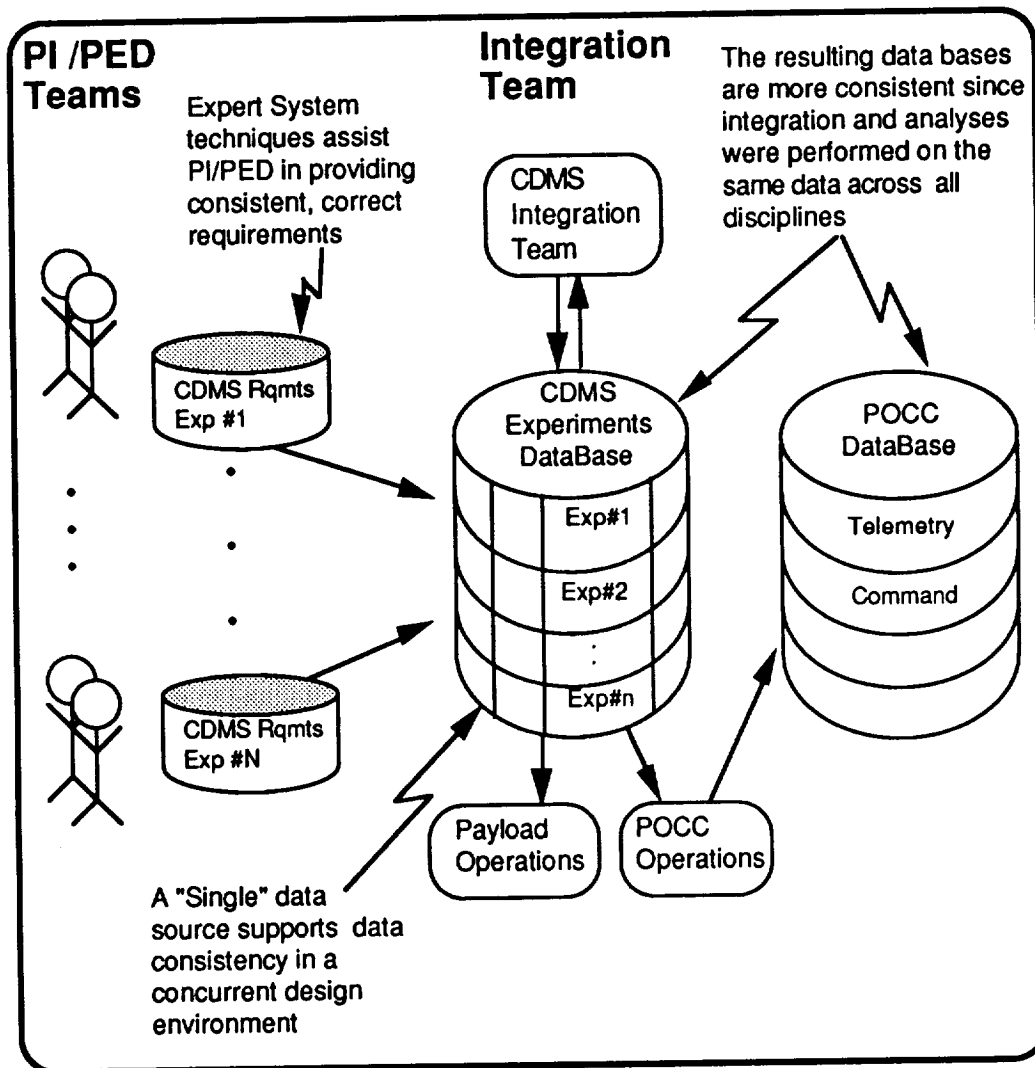 PI /PED
Teams
Expert System
techniques assist
PI/PED in providing
consistent, correct
requirements
Integration
Team
The resulting data bases
are more consistent since
integration and analyses
were performed on the
same data across all
disciplines
CDMS
Integration
Team
CDMS Rqmts
Exp #1
CDMS
Experiments
DataBase
Exp#1
Exp#2
Exp#n
POCC
DataBase
Telemetry
Command
CDMS Rqmts
Exp #N
Payload
Operations
POCC
Operations
A "Single" data
source supports data
consistency in a
concurrent design
environment